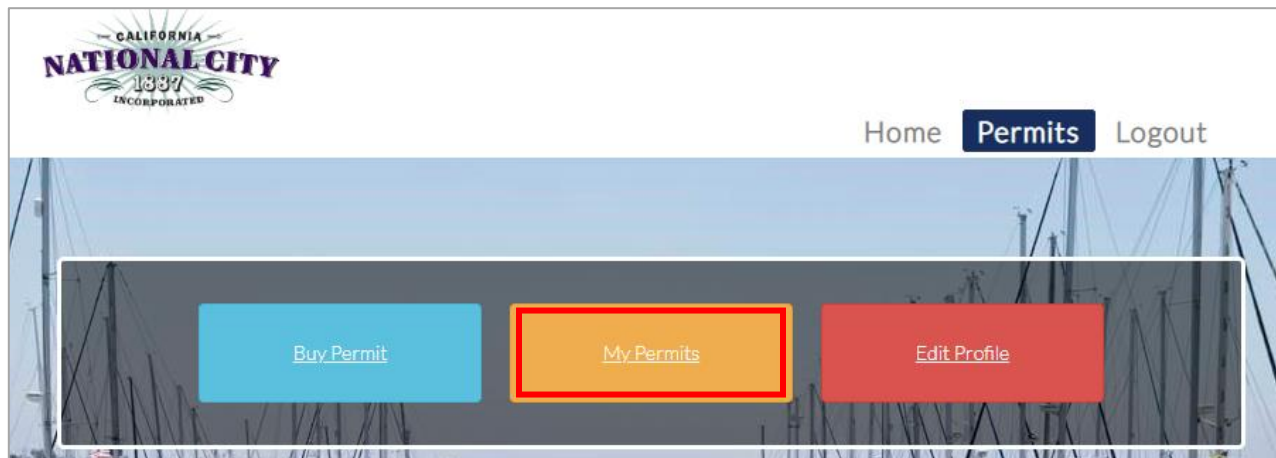 CALIFORNIA
NATIONAL CITY
1887
INCORPORATED
Home Permits Logout
Buy Permit My Permits Edit Profile